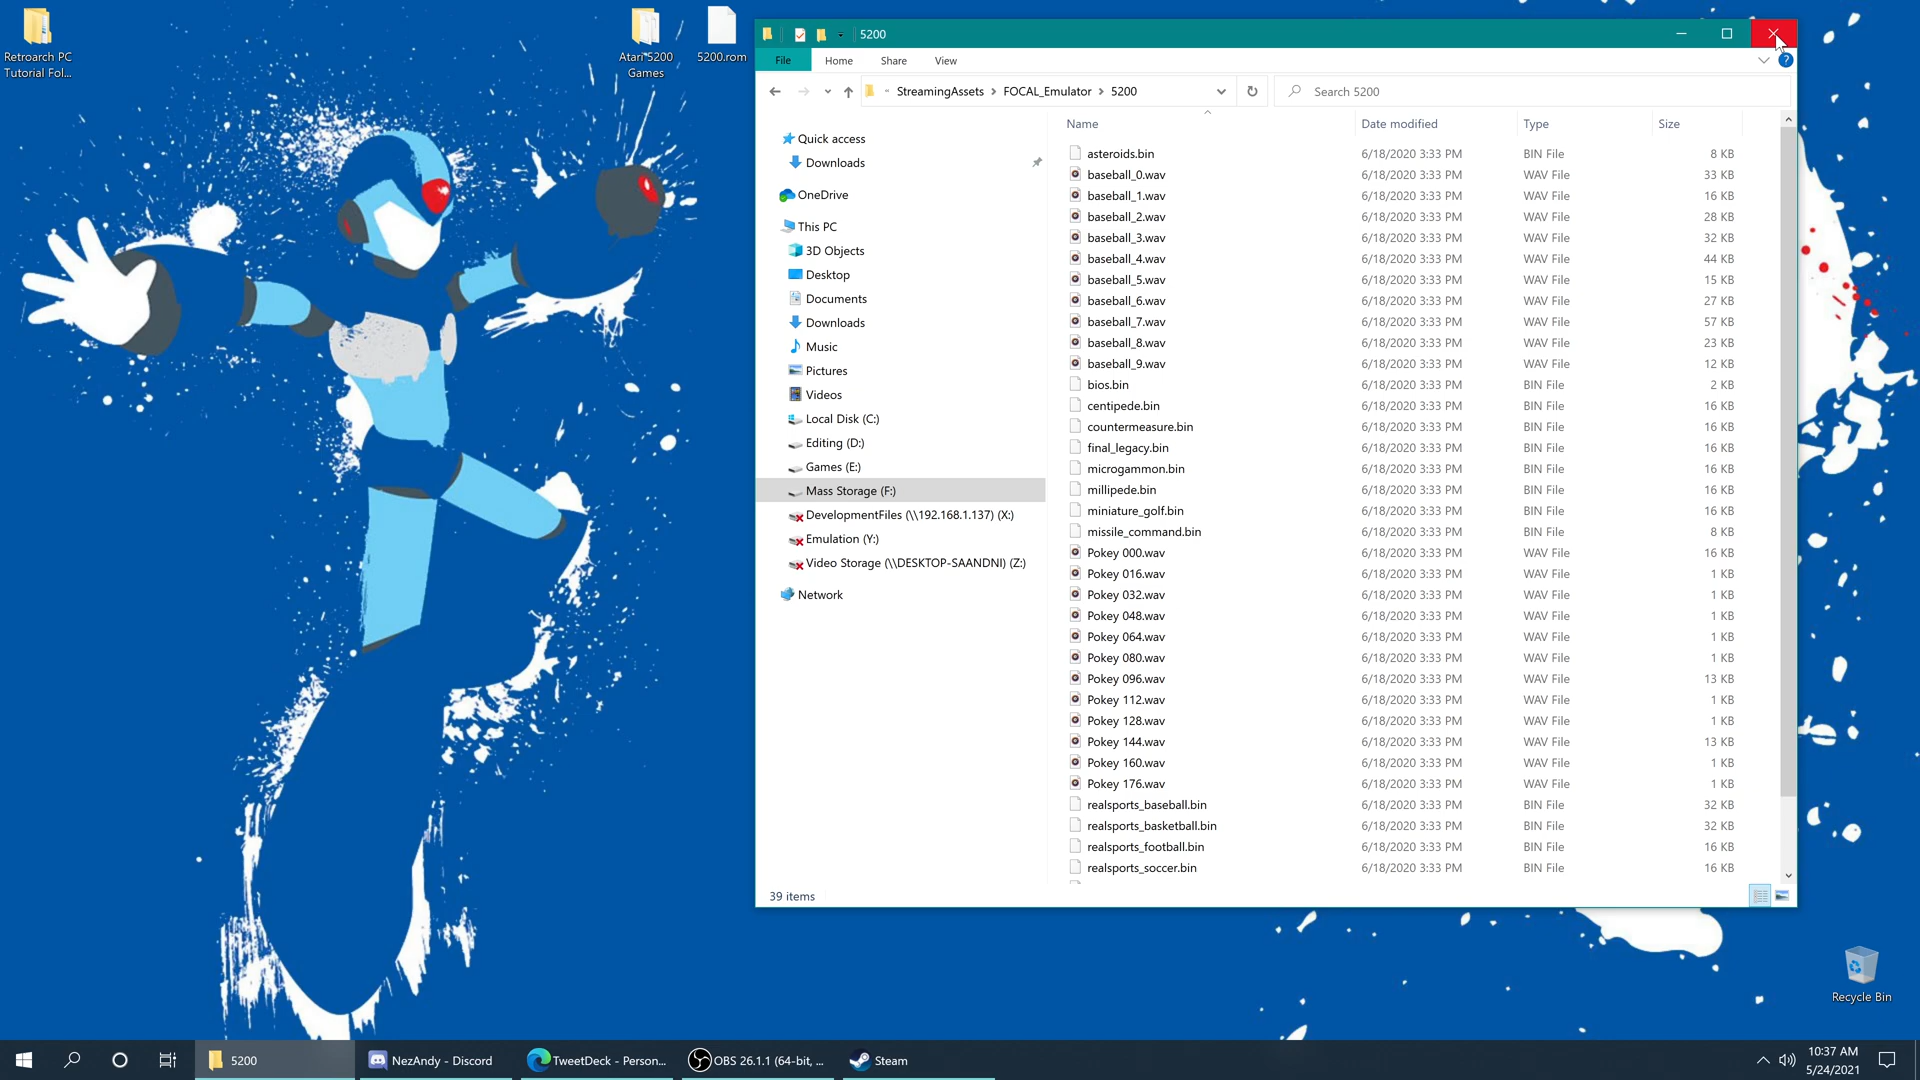 Retroarch PC
Tutorial Fol...
Atari 5200
Games
5200.rom
5200
File
Home
Share
View
StreamingAssets
FOCAL_Emulator
5200
Search 5200
Quick access
Downloads
OneDrive
This PC
3D Objects
Desktop
Documents
Downloads
Music
Pictures
Videos
Local Disk (C:)
Editing (D:)
Games (E:)
Mass Storage (F:)
DevelopmentFiles (\\192.168.1.137) (X:)
Emulation (Y:)
Video Storage (\\DESKTOP-SAANDNI) (Z:)
Network
Name Date modified Type Size
asteroids.bin 6/18/2020 3:33 PM BIN File 8 KB
baseball_0.wav 6/18/2020 3:33 PM WAV File 33 KB
baseball_1.wav 6/18/2020 3:33 PM WAV File 16 KB
baseball_2.wav 6/18/2020 3:33 PM WAV File 28 KB
baseball_3.wav 6/18/2020 3:33 PM WAV File 32 KB
baseball_4.wav 6/18/2020 3:33 PM WAV File 44 KB
baseball_5.wav 6/18/2020 3:33 PM WAV File 15 KB
baseball_6.wav 6/18/2020 3:33 PM WAV File 27 KB
baseball_7.wav 6/18/2020 3:33 PM WAV File 57 KB
baseball_8.wav 6/18/2020 3:33 PM WAV File 23 KB
baseball_9.wav 6/18/2020 3:33 PM WAV File 12 KB
bios.bin 6/18/2020 3:33 PM BIN File 2 KB
centipede.bin 6/18/2020 3:33 PM BIN File 16 KB
countermeasure.bin 6/18/2020 3:33 PM BIN File 16 KB
final_legacy.bin 6/18/2020 3:33 PM BIN File 16 KB
microgammon.bin 6/18/2020 3:33 PM BIN File 16 KB
millipede.bin 6/18/2020 3:33 PM BIN File 16 KB
miniature_golf.bin 6/18/2020 3:33 PM BIN File 16 KB
missile_command.bin 6/18/2020 3:33 PM BIN File 8 KB
Pokey 000.wav 6/18/2020 3:33 PM WAV File 16 KB
Pokey 016.wav 6/18/2020 3:33 PM WAV File 1 KB
Pokey 032.wav 6/18/2020 3:33 PM WAV File 1 KB
Pokey 048.wav 6/18/2020 3:33 PM WAV File 1 KB
Pokey 064.wav 6/18/2020 3:33 PM WAV File 1 KB
Pokey 080.wav 6/18/2020 3:33 PM WAV File 1 KB
Pokey 096.wav 6/18/2020 3:33 PM WAV File 13 KB
Pokey 112.wav 6/18/2020 3:33 PM WAV File 1 KB
Pokey 128.wav 6/18/2020 3:33 PM WAV File 1 KB
Pokey 144.wav 6/18/2020 3:33 PM WAV File 13 KB
Pokey 160.wav 6/18/2020 3:33 PM WAV File 1 KB
Pokey 176.wav 6/18/2020 3:33 PM WAV File 1 KB
realsports_baseball.bin 6/18/2020 3:33 PM BIN File 32 KB
realsports_basketball.bin 6/18/2020 3:33 PM BIN File 32 KB
realsports_football.bin 6/18/2020 3:33 PM BIN File 16 KB
realsports_soccer.bin 6/18/2020 3:33 PM BIN File 16 KB
39 items
Recycle Bin
5200
NezAndy - Discord
TweetDeck - Person...
OBS 26.1.1 (64-bit, ...
Steam
10:37 AM
5/24/2021